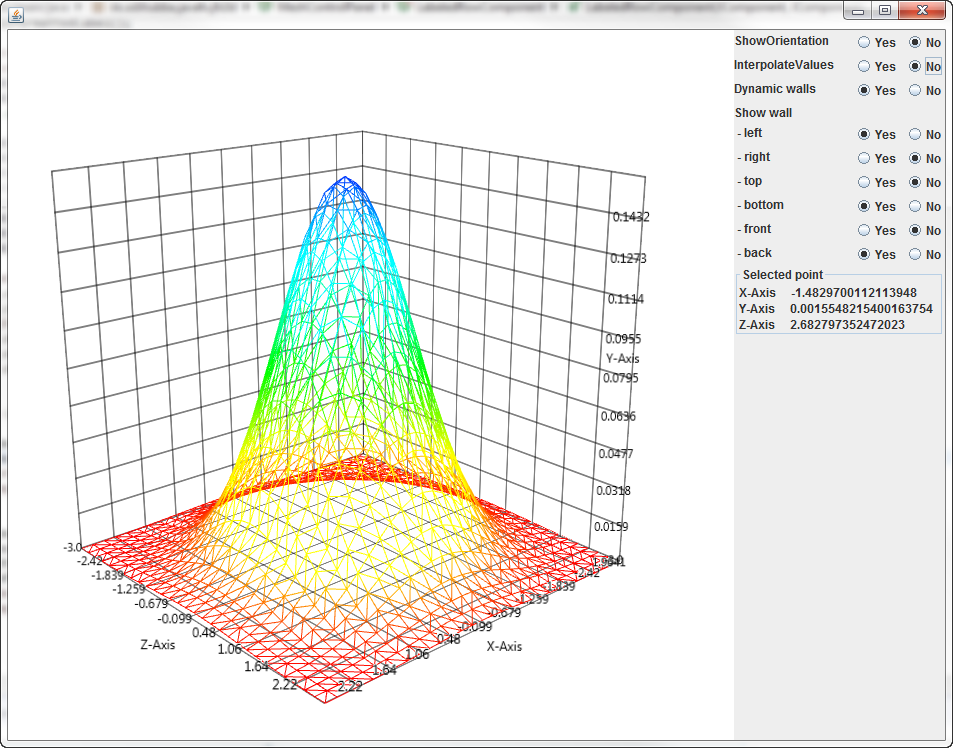 ShowOrientation Yes No
InterpolateValues Yes No
Dynamic walls Yes No
Show wall
- left Yes No
- right Yes No
- top Yes No
- bottom Yes No
- front Yes No
- back Yes No
Selected point
X-Axis -1.4829700112113948
Y-Axis 0.0015548215400163754
Z-Axis 2.682797352472023
0.1432
0.1273
0.1114
0.0955
Y-Axis
0.0795
0.0636
0.0477
0.0318
0.0159
-3.0
-2.42
-1.839
-1.259
-0.679
-0.099
0.48
1.06
1.64
2.22
Z-Axis
-2.42
-1.839
-1.259
-0.679
-0.099
0.48
1.06
1.64
2.22
X-Axis